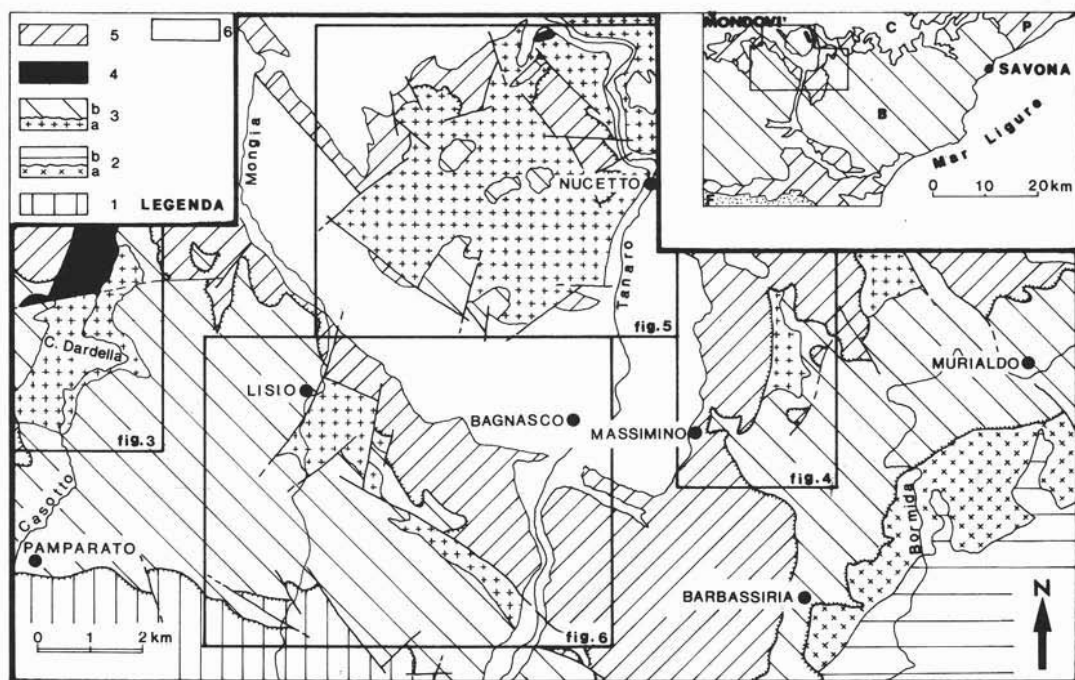 5
6
4
b
a
3
b
a
2
1
LEGENDA
Mongia
NUCETTO
Tanaro
fig.5
MONDOVI'
C
P
SAVONA
B
Mar Ligure
F
0 10 20km
C. Dardella
fig.3
Casotto
PAMPARATO
0 1 2 km
LISIO
BAGNASCO
fig.6
MASSIMINO
fig.4
MURIALDO
Bormida
BARBASSIRIA
N